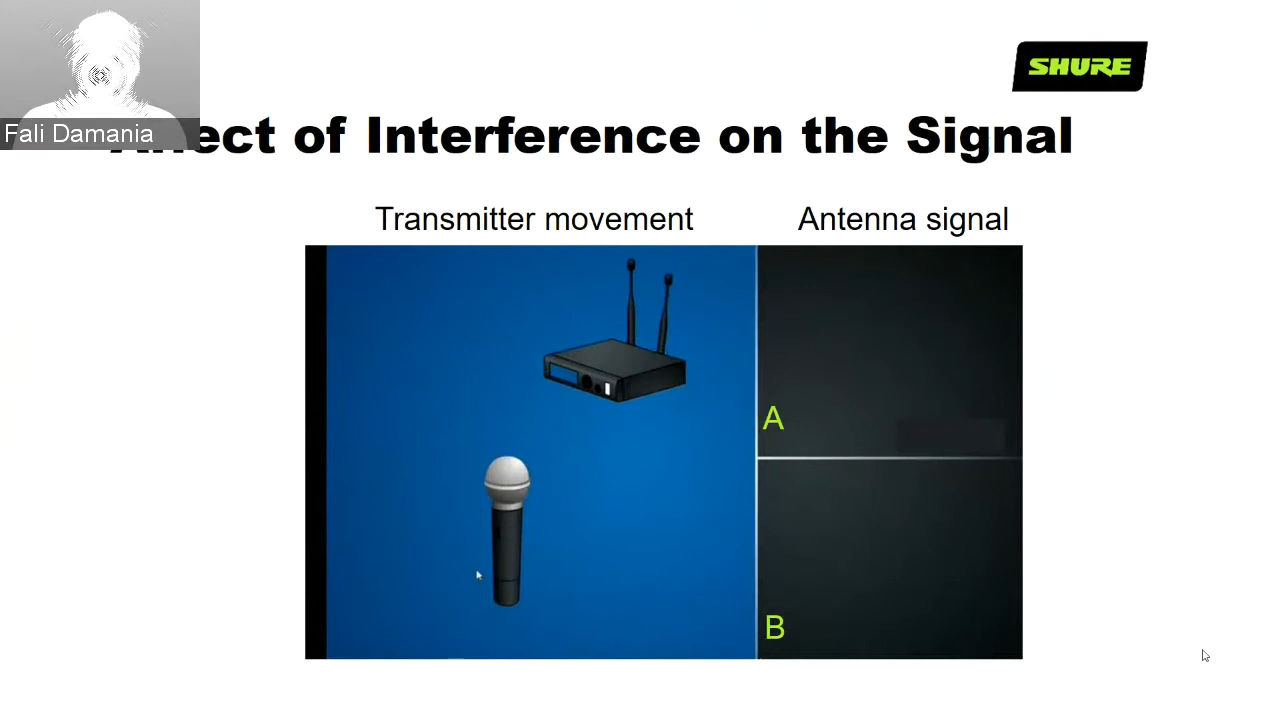 SHURE
Fali Damania
ect of Interference on the Signal
Transmitter movement
Antenna signal
A
B